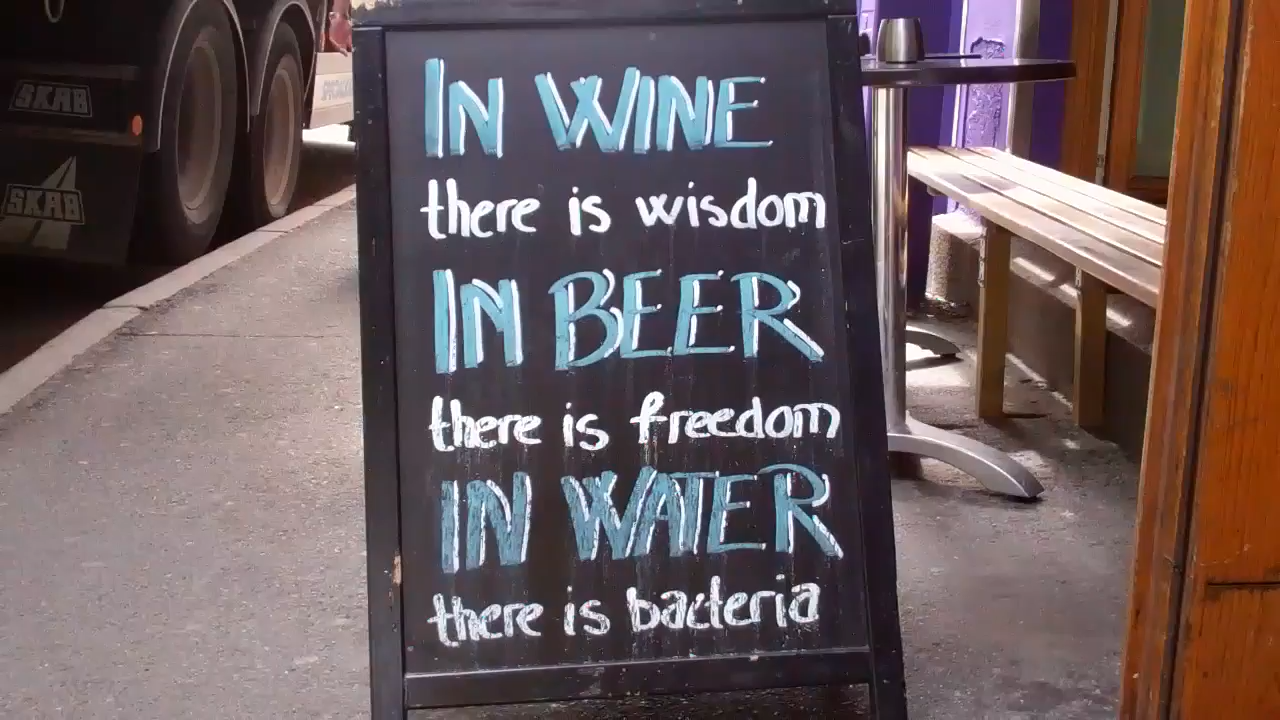 IN WINE
there is wisdom
IN BEER
there is freedom
IN WATER
there is bacteria
SKAB
SKAB